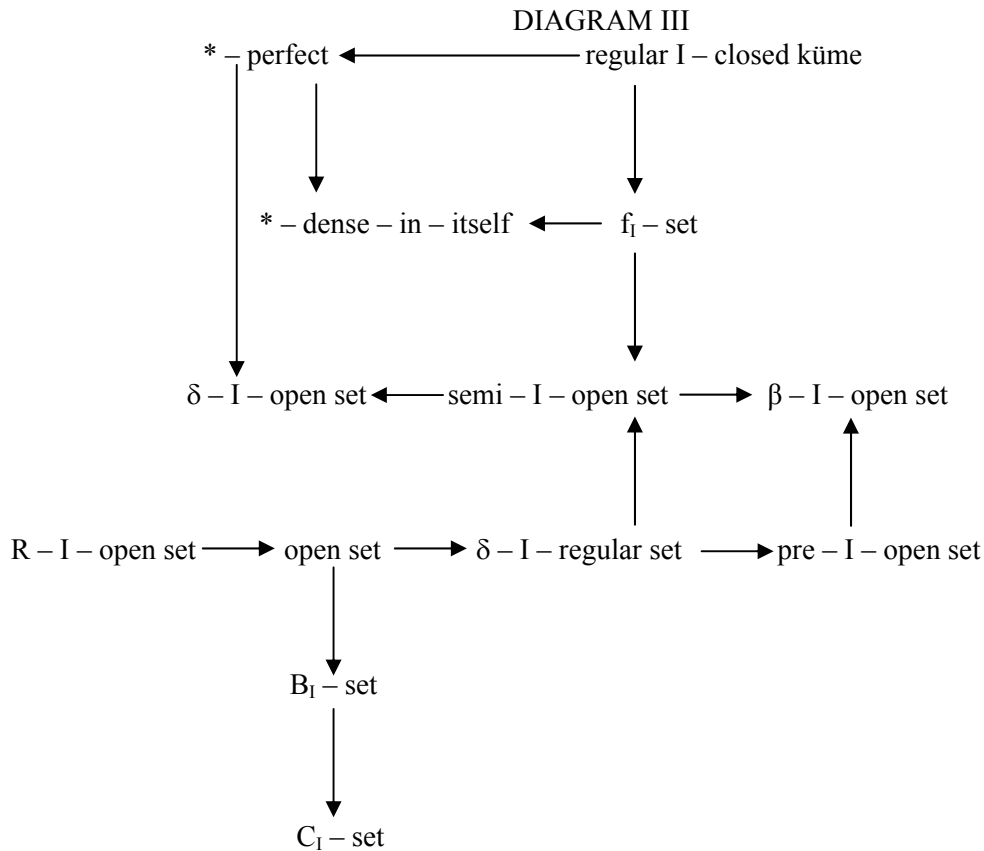 DIAGRAM III
* – perfect regular I – closed küme
* – dense – in – itself f_I – set
δ – I – open set semi – I – open set β – I – open set
R – I – open set open set δ – I – regular set pre – I – open set
B_I – set
C_I – set